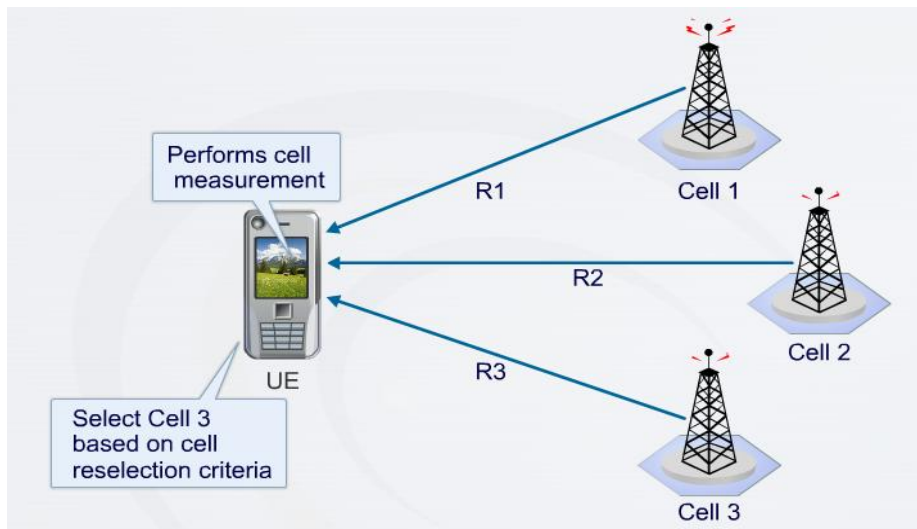 Performs cell
measurement
R1
Cell 1
R2
Cell 2
UE
R3
Select Cell 3
based on cell
reselection criteria
Cell 3